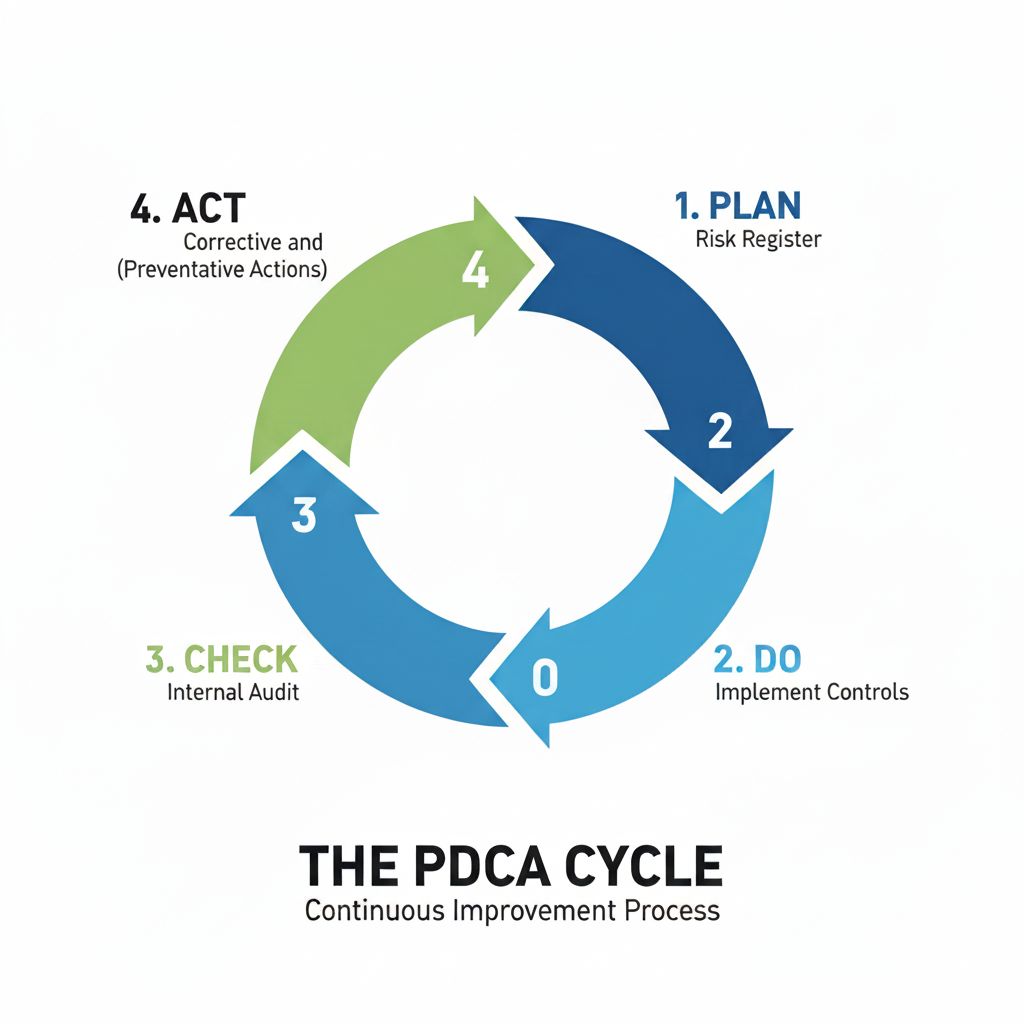 4. ACT
Corrective and
(Preventative Actions)
1. PLAN
Risk Register
4
2
3
0
3. CHECK
Internal Audit
2. DO
Implement Controls
THE PDCA CYCLE
Continuous Improvement Process